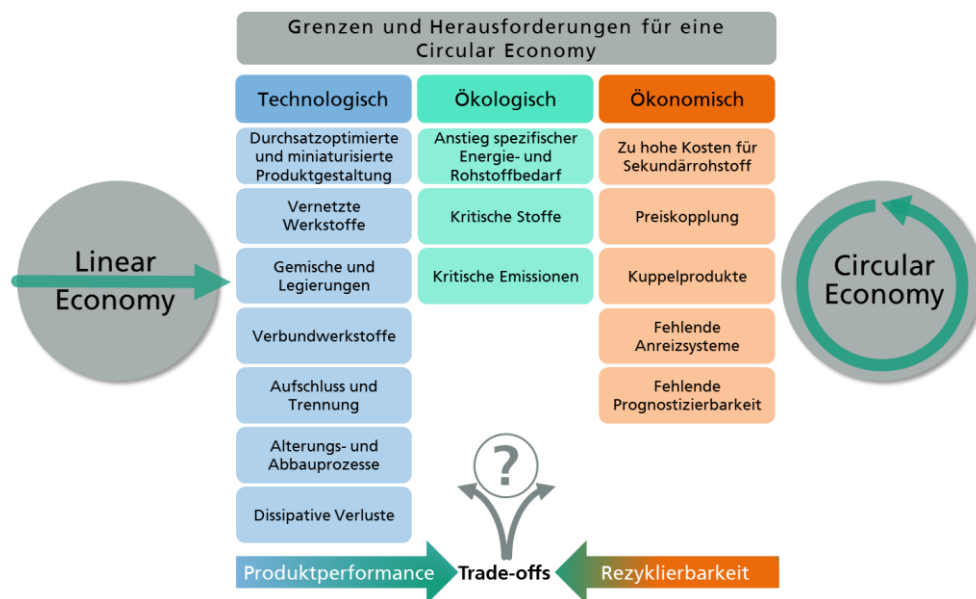 Grenzen und Herausforderungen für eine
Circular Economy
Linear
Economy
Technologisch
Durchsatzoptimierte
und miniaturisierte
Produktgestaltung
Vernetzte
Werkstoffe
Gemische und
Legierungen
Verbundwerkstoffe
Aufschluss und
Trennung
Alterungs- und
Abbauprozesse
Dissipative Verluste
Ökologisch
Anstieg spezifischer
Energie- und
Rohstoffbedarf
Kritische Stoffe
Kritische Emissionen
Ökonomisch
Zu hohe Kosten für
Sekundärrohstoff
Preiskopplung
Kuppelprodukte
Fehlende
Anreizsysteme
Fehlende
Prognostizierbarkeit
Circular
Economy
?
Produktperformance
Trade-offs
Rezyklierbarkeit